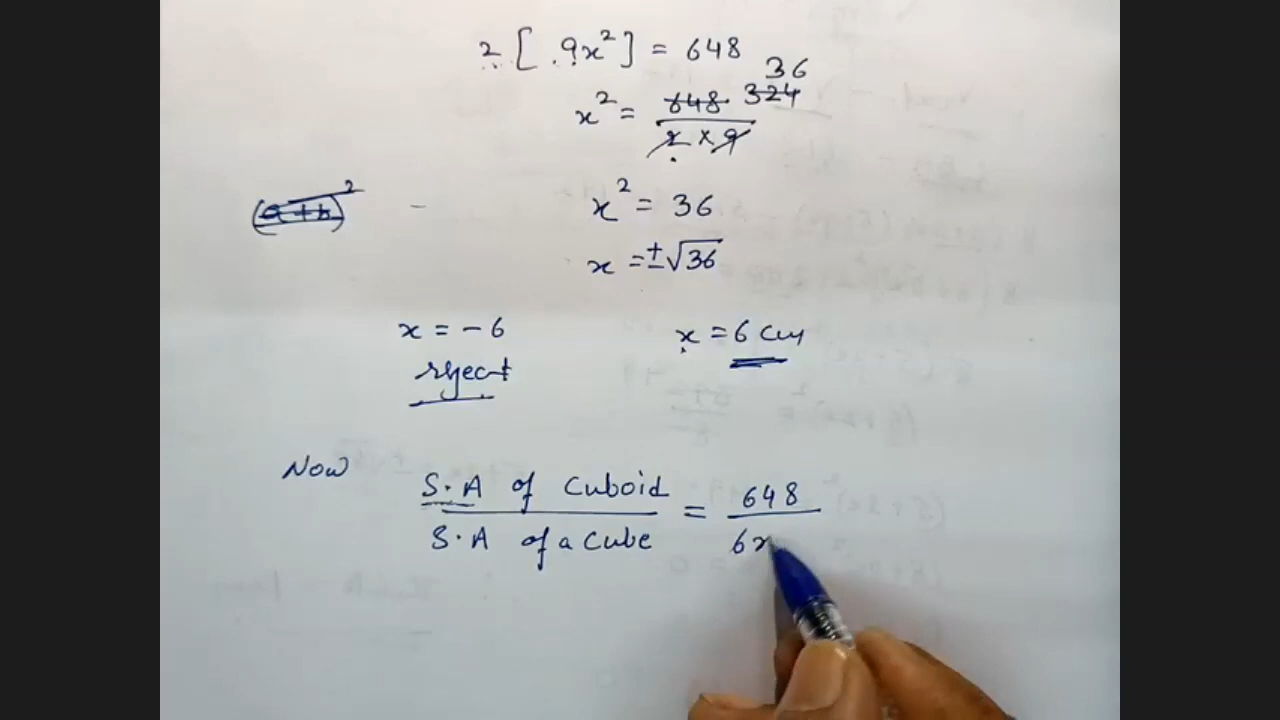 2 [ .9x²] = 648
x² = 648 324 36 / 2 x 9
(a+b)² - x² = 36
x = ±√36
x = -6 x = 6 cm
reject
Now S.A of Cuboid / S.A of a Cube = 648 / 6x